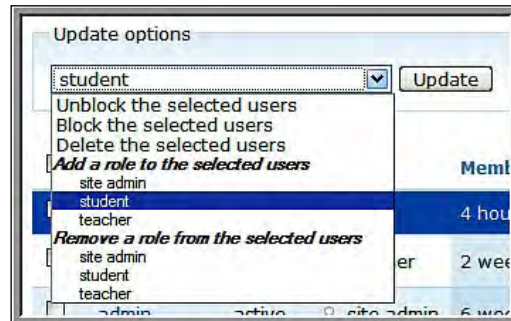 Update options
student Update
Unblock the selected users
Block the selected users
Delete the selected users
Add a role to the selected users
site admin
student
teacher
Remove a role from the selected users
site admin
student
teacher
4 hou
er 2 wee
admin active site admin 6 wee